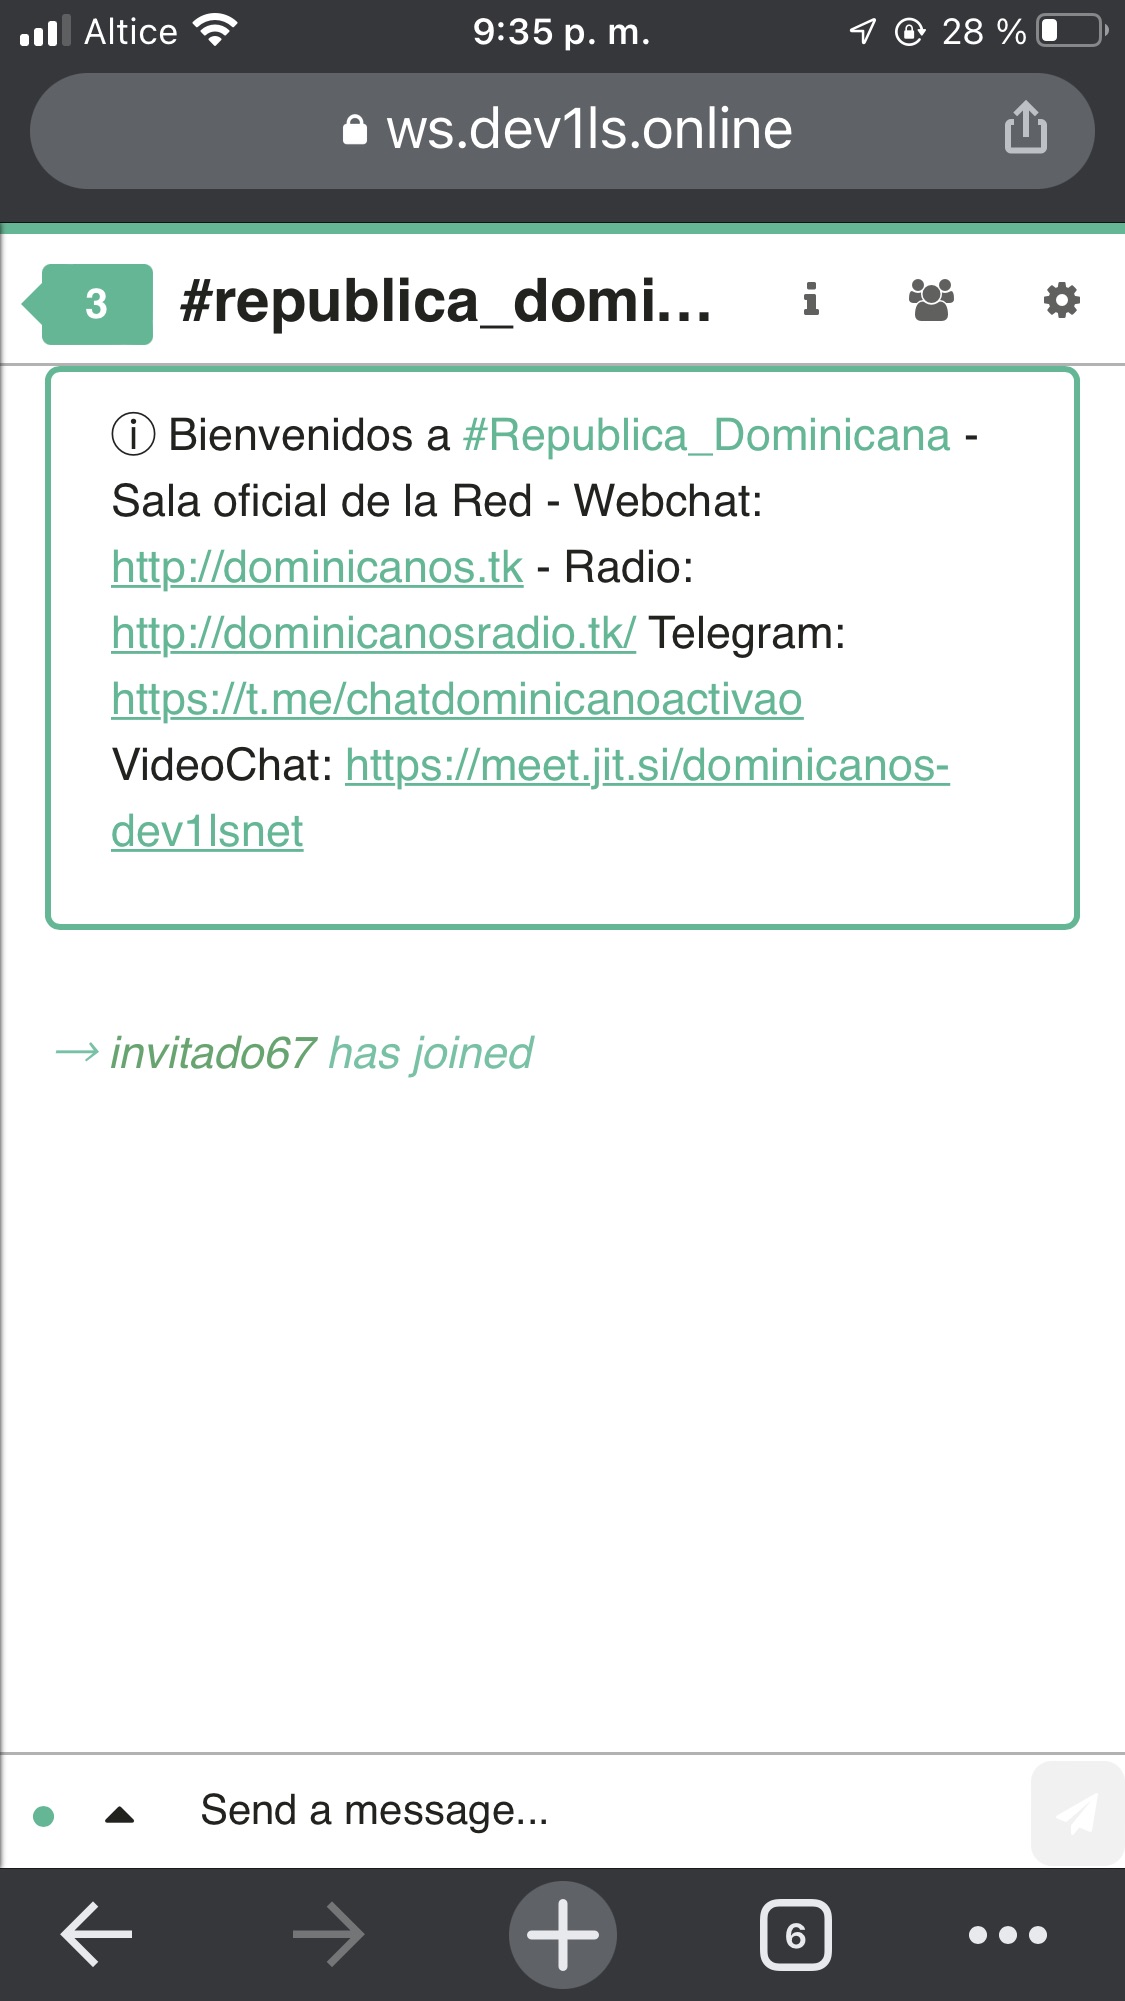 Altice 9:35 p. m. 28 %
ws.dev1ls.online
3 #republica_domi...
Bienvenidos a #Republica_Dominicana -
Sala oficial de la Red - Webchat:
http://dominicanos.tk - Radio:
http://dominicanosradio.tk/ Telegram:
https://t.me/chatdominicanoactivao
VideoChat: https://meet.jit.si/dominicanos-
dev1lsnet
→ invitado67 has joined
Send a message...
6